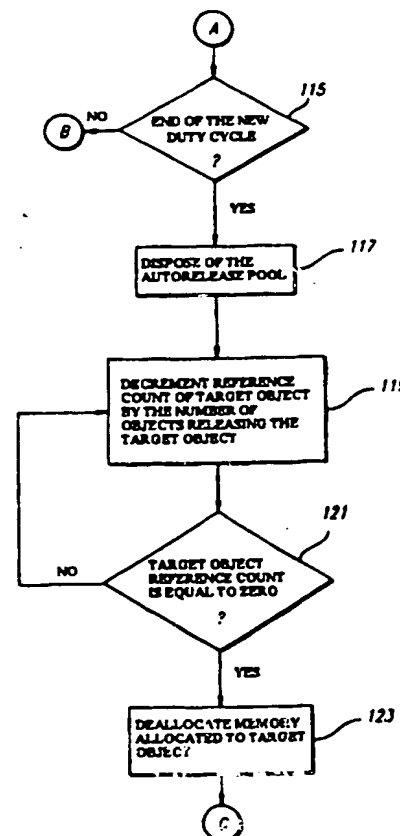 A
115
END OF THE NEW
DUTY CYCLE
?
NO
B
YES
117
DISPOSE OF THE
AUTORELEASE POOL
119
DECREMENT REFERENCE
COUNT OF TARGET OBJECT
BY THE NUMBER OF
OBJECTS RELEASING THE
TARGET OBJECT
121
TARGET OBJECT
REFERENCE COUNT
IS EQUAL TO ZERO
?
NO
YES
123
DEALLOCATE MEMORY
ALLOCATED TO TARGET
OBJECT
C